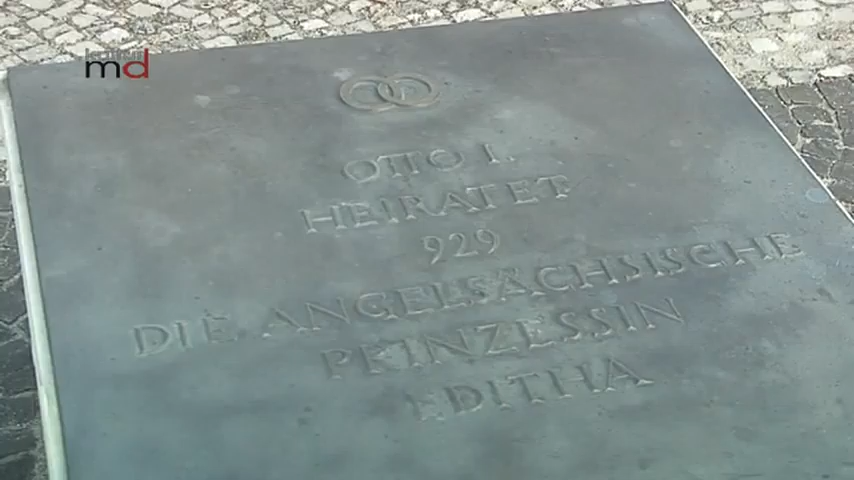 md
OTTO I.
HEIRATET
929
DIE ANGELSÄCHSISCHE
PRINZESSIN
EDITHA